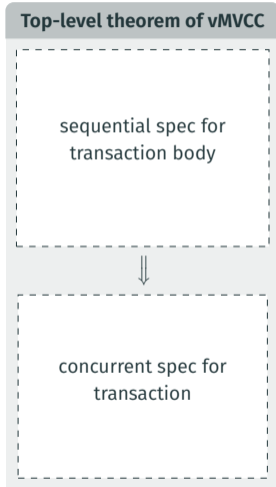 Top-level theorem of vMVCC
sequential spec for
transaction body
⇓
concurrent spec for
transaction